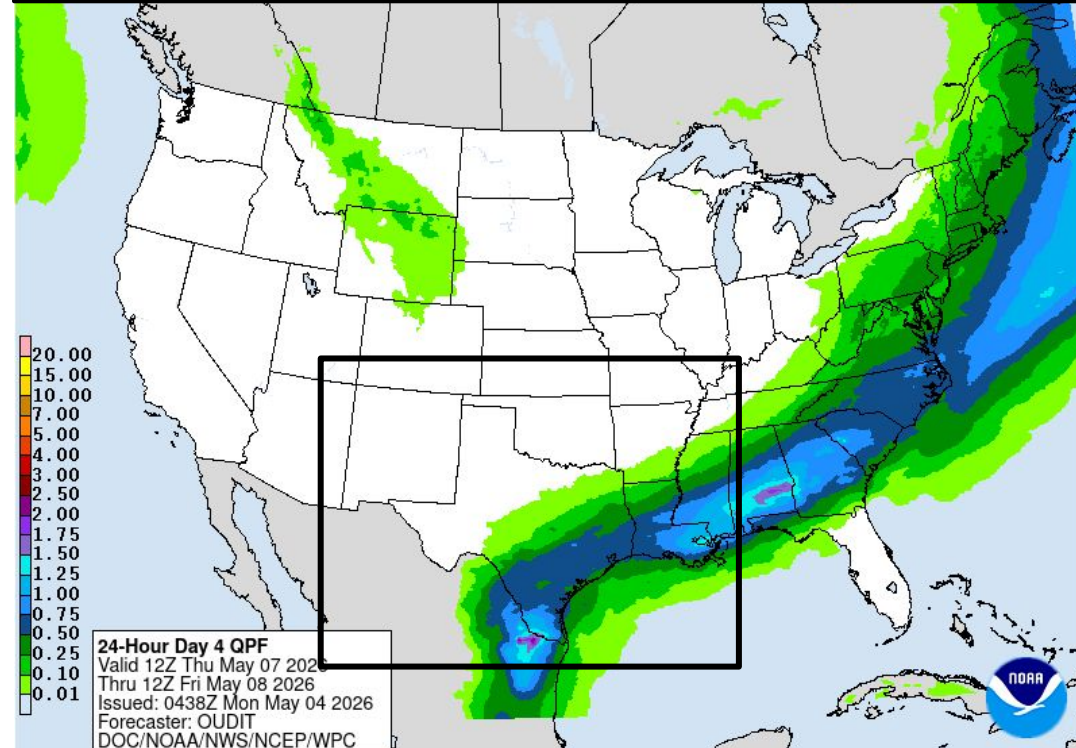 20.00
15.00
10.00
7.00
5.00
4.00
3.00
2.50
2.00
1.75
1.50
1.25
1.00
0.75
0.50
0.25
0.10
0.01
24-Hour Day 4 QPF
Valid 12Z Thu May 07 2026
Thru 12Z Fri May 08 2026
Issued: 0438Z Mon May 04 2026
Forecaster: OUDIT
DOC/NOAA/NWS/NCEP/WPC
NOAA